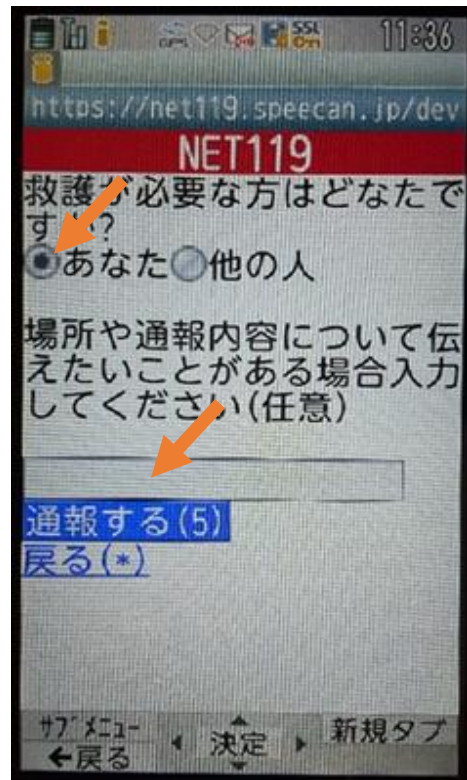 GPS SSL On 11:36
https://net119.speecan.jp/dev
NET119
救護が必要な方はどなたで
すか?
あなた 他の人
場所や通報内容について伝
えたいことがある場合入力
してください(任意)
通報する(5)
戻る(*)
サブメニュー 決定 新規タブ
←戻る